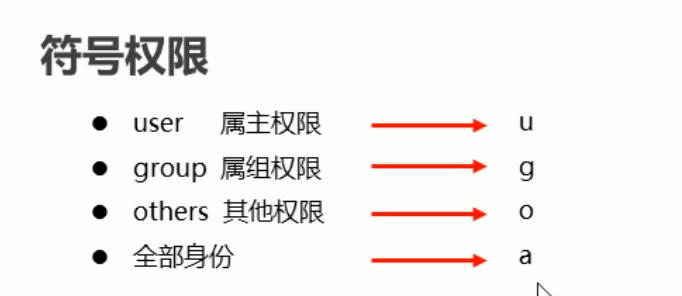 符号权限
● user 属主权限 u
● group 属组权限 g
● others 其他权限 o
● 全部身份 a